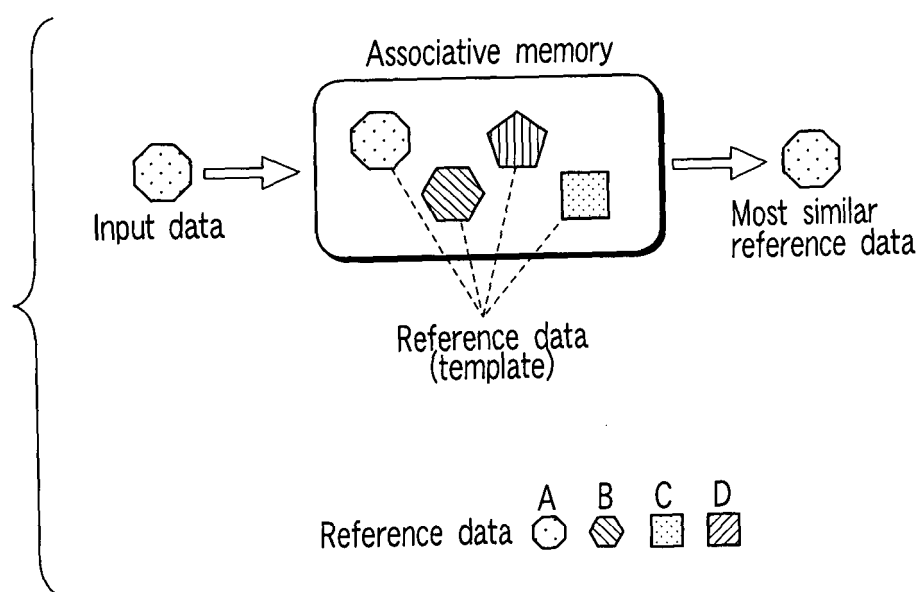 Associative memory
Input data
Most similar
reference data
Reference data
(template)
A B C D
Reference data